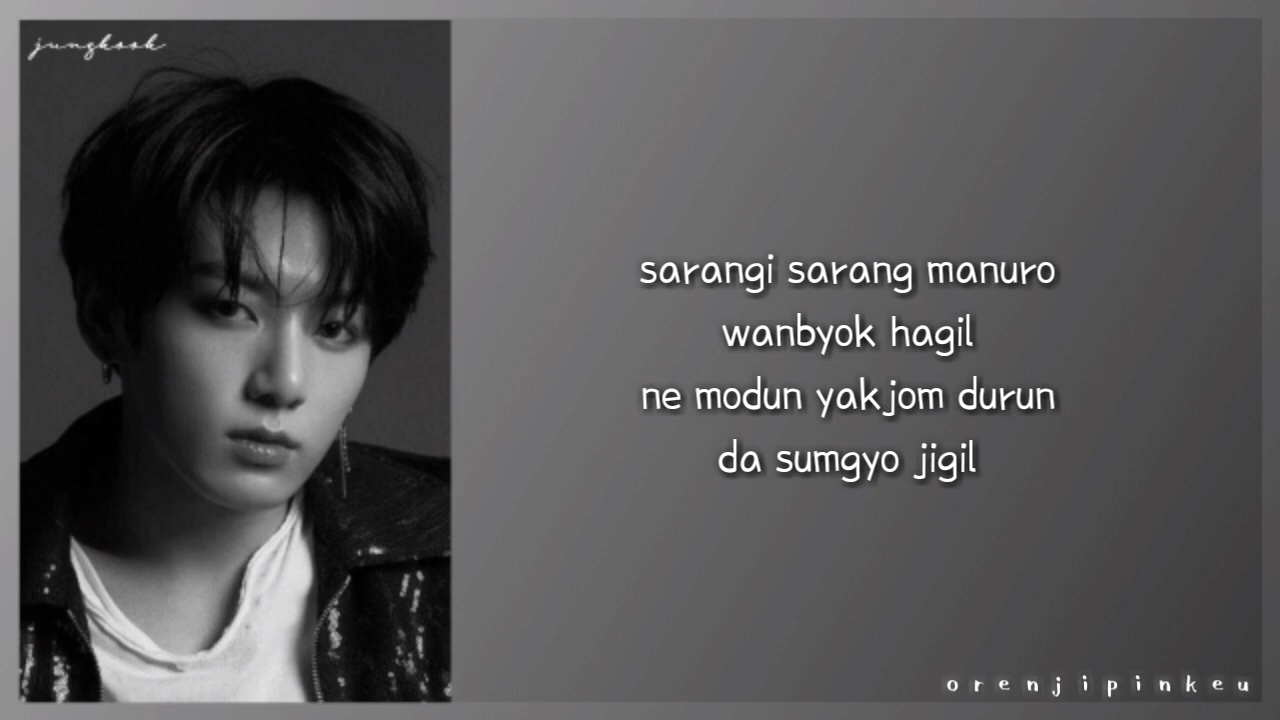 jungkook
sarangi sarang manuro
wanbyok hagil
ne modun yakjom durun
da sumgyo jigil
orenjipinkeu